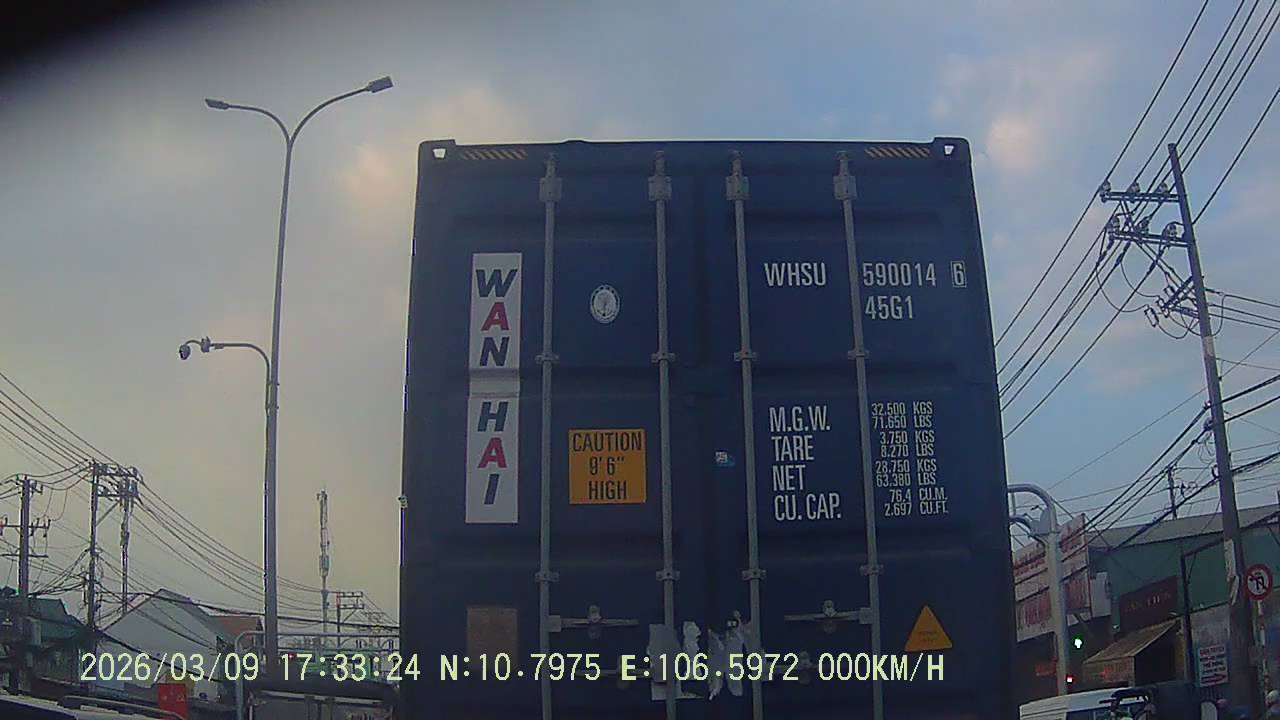 WAN HAI
WHSU 590014 6
45G1
CAUTION
9' 6"
HIGH
M.G.W. 32.500 KGS
71.650 LBS
TARE 3.750 KGS
8.270 LBS
NET 28.750 KGS
63.380 LBS
CU. CAP. 76.4 CU.M.
2.697 CU.FT.
2026/03/09 17:33:24 N:10.7975 E:106.5972 000KM/H